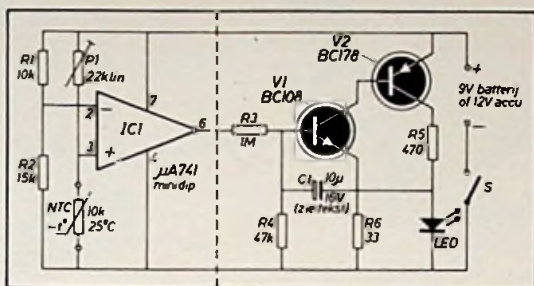 R1
10k
P1
22k lin
R2
15k
NTC
-t°
10k
25°C
2
-
3
+
IC1
7
6
4
μA741
minidip
R3
1M
V1
BC108
V2
BC178
C1
10μ
16V
(zie tekst)
R4
47k
R6
33
R5
470
LED
+
9V batterij
of 12V accu
-
S